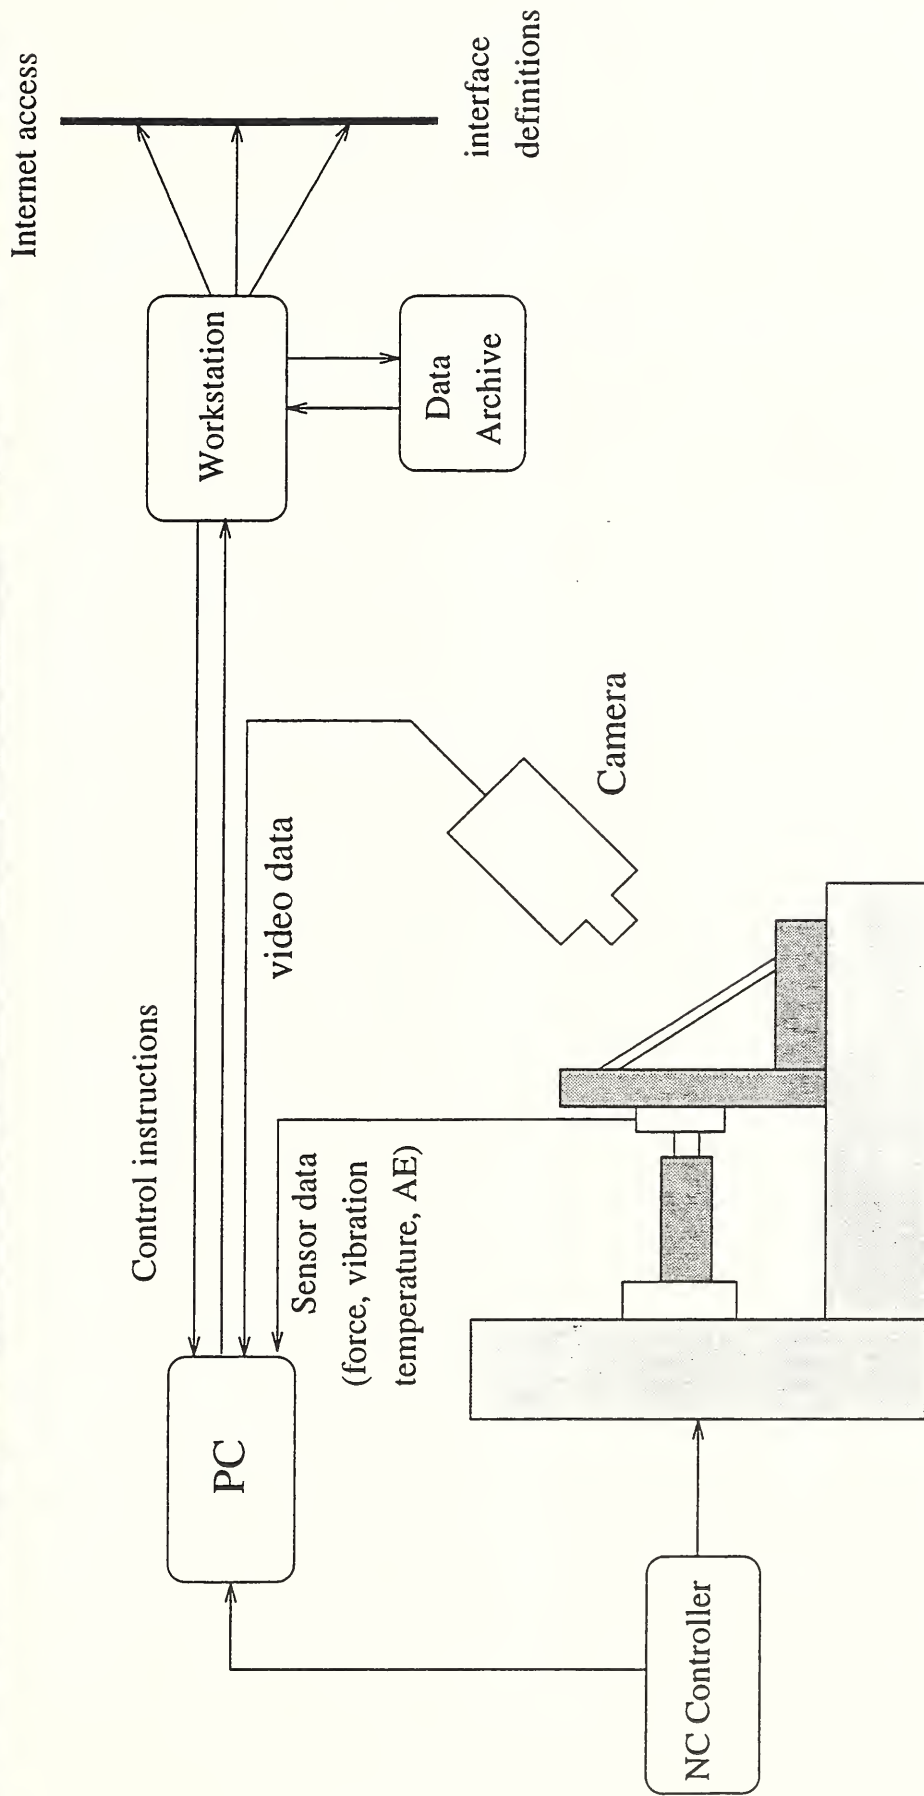 Internet access
interface
definitions
Workstation
Data
Archive
Control instructions
video data
Camera
Sensor data
(force, vibration
temperature, AE)
PC
NC Controller